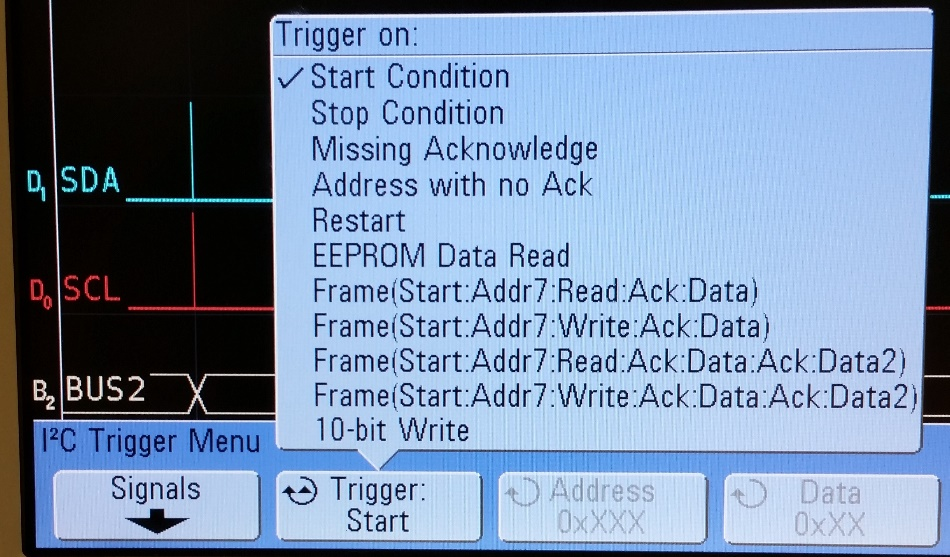 Trigger on:
✓ Start Condition
Stop Condition
Missing Acknowledge
Address with no Ack
Restart
EEPROM Data Read
Frame(Start:Addr7:Read:Ack:Data)
Frame(Start:Addr7:Write:Ack:Data)
Frame(Start:Addr7:Read:Ack:Data:Ack:Data2)
Frame(Start:Addr7:Write:Ack:Data:Ack:Data2)
10-bit Write
D₁ SDA
D₀ SCL
B₂ BUS2
I²C Trigger Menu
Signals
Trigger:
Start
Address
0xXXX
Data
0xXX